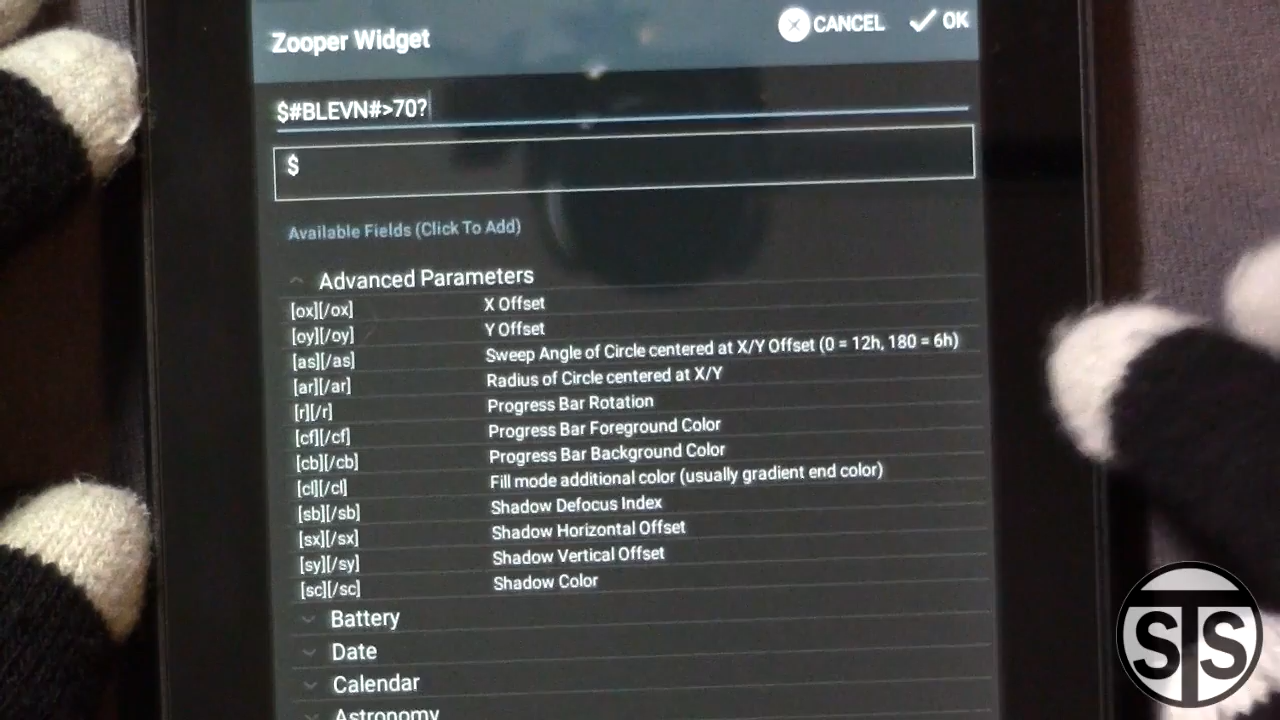 Zooper Widget
CANCEL
OK
$#BLEVN#>70?
$
Available Fields (Click To Add)
Advanced Parameters
[ox][/ox] X Offset
[oy][/oy] Y Offset
[as][/as] Sweep Angle of Circle centered at X/Y Offset (0 = 12h, 180 = 6h)
[ar][/ar] Radius of Circle centered at X/Y
[r][/r] Progress Bar Rotation
[cf][/cf] Progress Bar Foreground Color
[cb][/cb] Progress Bar Background Color
[cl][/cl] Fill mode additional color (usually gradient end color)
[sb][/sb] Shadow Defocus Index
[sx][/sx] Shadow Horizontal Offset
[sy][/sy] Shadow Vertical Offset
[sc][/sc] Shadow Color
Battery
Date
Calendar
Astronomy
STS